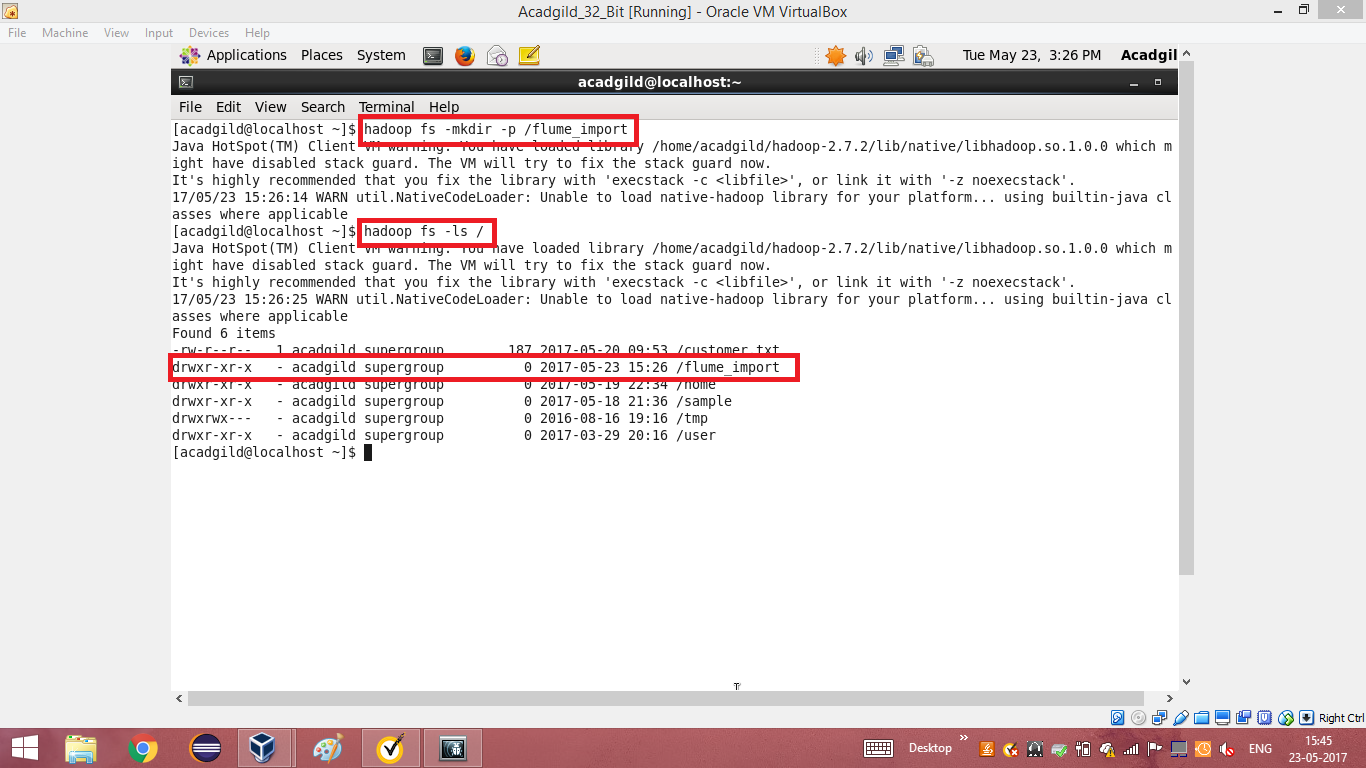 Acadgild_32_Bit [Running] - Oracle VM VirtualBox
File Machine View Input Devices Help
Applications Places System Tue May 23, 3:26 PM Acadgil
acadgild@localhost:~
File Edit View Search Terminal Help
[acadgild@localhost ~]$ hadoop fs -mkdir -p /flume_import
Java HotSpot(TM) Client VM warning: You have loaded library /home/acadgild/hadoop-2.7.2/lib/native/libhadoop.so.1.0.0 which m
ight have disabled stack guard. The VM will try to fix the stack guard now.
It's highly recommended that you fix the library with 'execstack -c <libfile>', or link it with '-z noexecstack'.
17/05/23 15:26:14 WARN util.NativeCodeLoader: Unable to load native-hadoop library for your platform... using builtin-java cl
asses where applicable
[acadgild@localhost ~]$ hadoop fs -ls /
Java HotSpot(TM) Client VM warning: You have loaded library /home/acadgild/hadoop-2.7.2/lib/native/libhadoop.so.1.0.0 which m
ight have disabled stack guard. The VM will try to fix the stack guard now.
It's highly recommended that you fix the library with 'execstack -c <libfile>', or link it with '-z noexecstack'.
17/05/23 15:26:25 WARN util.NativeCodeLoader: Unable to load native-hadoop library for your platform... using builtin-java cl
asses where applicable
Found 6 items
-rw-r--r-- 1 acadgild supergroup 187 2017-05-20 09:53 /customer.txt
drwxr-xr-x - acadgild supergroup 0 2017-05-23 15:26 /flume_import
drwxr-xr-x - acadgild supergroup 0 2017-05-19 22:34 /home
drwxr-xr-x - acadgild supergroup 0 2017-05-18 21:36 /sample
drwxrwx--- - acadgild supergroup 0 2016-08-16 19:16 /tmp
drwxr-xr-x - acadgild supergroup 0 2017-03-29 20:16 /user
[acadgild@localhost ~]$
Right Ctrl
Desktop » ENG 15:45
23-05-2017